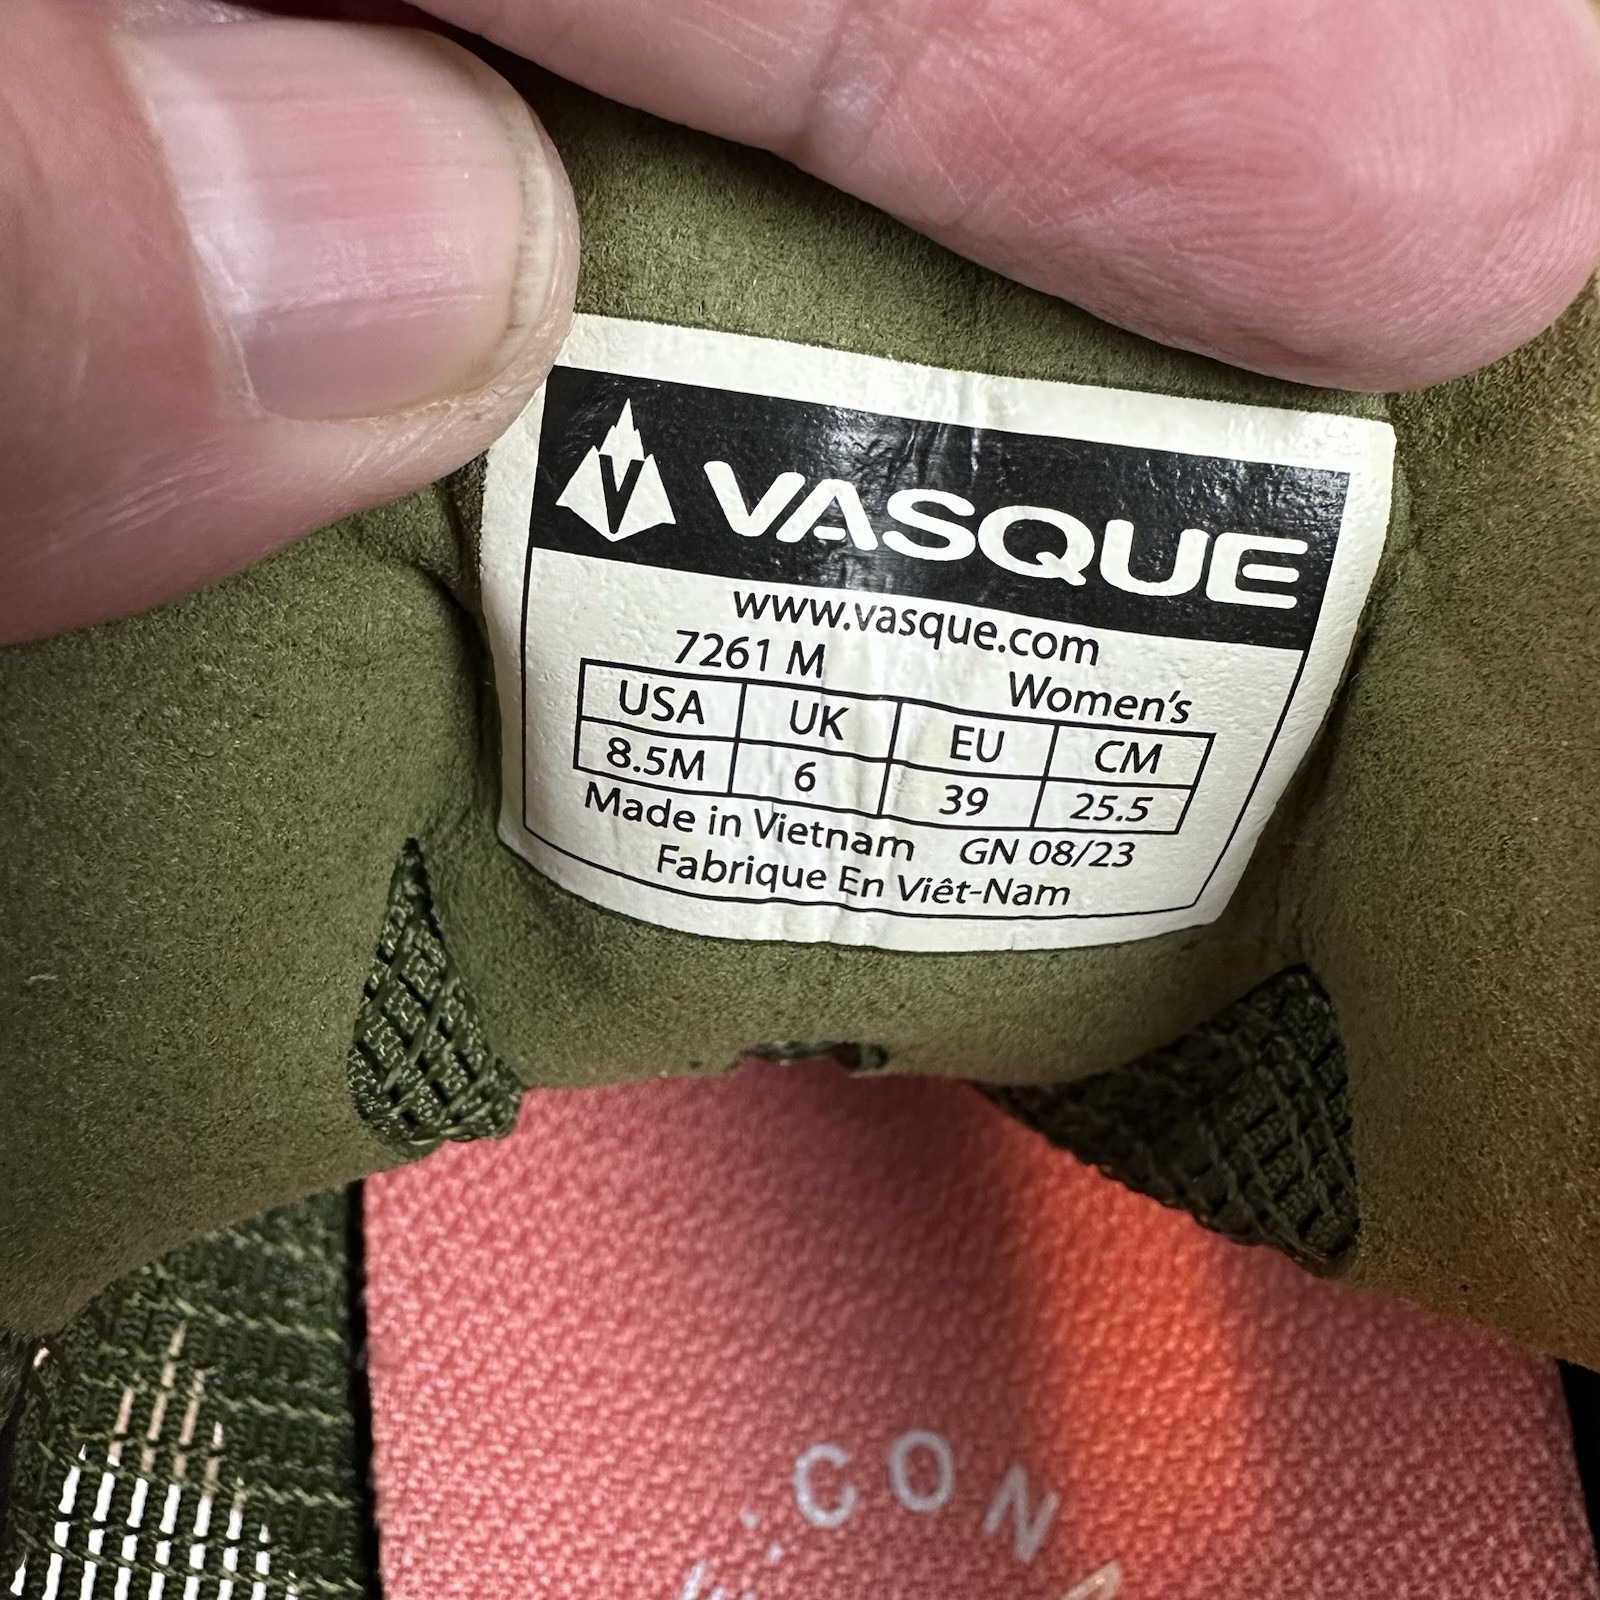 V VASQUE
www.vasque.com
7261 M Women's
USA UK EU CM
8.5M 6 39 25.5
Made in Vietnam GN 08/23
Fabrique En Viêt-Nam